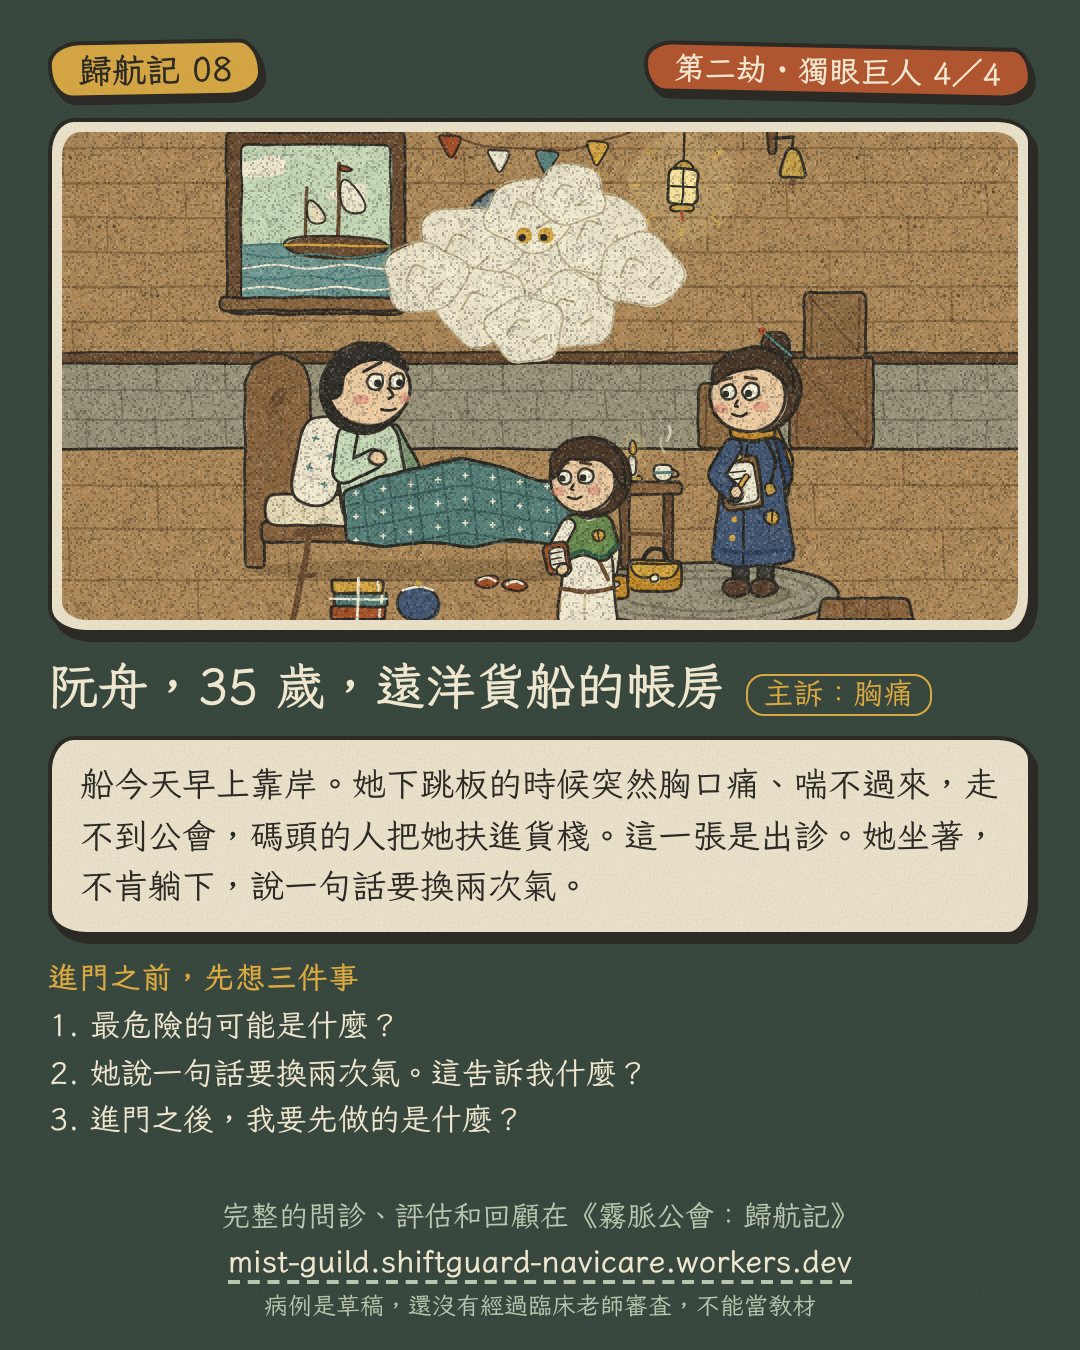 歸航記 08
第二劫・獨眼巨人 4／4
阮舟，35 歲，遠洋貨船的帳房
主訴：胸痛
船今天早上靠岸。她下跳板的時候突然胸口痛、喘不過來，走
不到公會，碼頭的人把她扶進貨棧。這一張是出診。她坐著，
不肯躺下，說一句話要換兩次氣。
進門之前，先想三件事
1. 最危險的可能是什麼？
2. 她說一句話要換兩次氣。這告訴我什麼？
3. 進門之後，我要先做的是什麼？
完整的問診、評估和回顧在《霧脈公會：歸航記》
mist-guild.shiftguard-navicare.workers.dev
病例是草稿，還沒有經過臨床老師審查，不能當教材